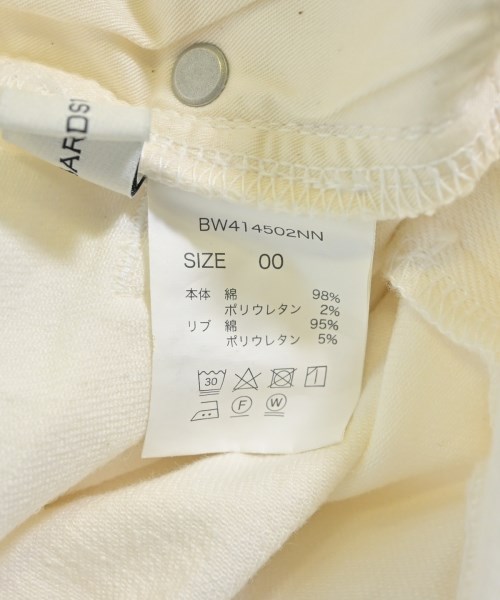 ARDS
BW414502NN
SIZE 00
本体 綿 98%
ポリウレタン 2%
リブ 綿 95%
ポリウレタン 5%
30
F W